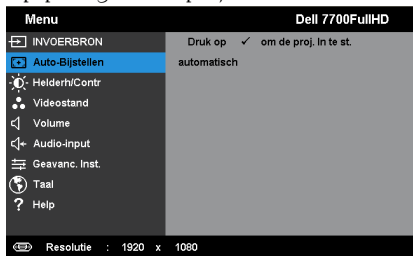 Menu Dell 7700FullHD
INVOERBRON Druk op ✓ om de proj. In te st.
Auto-Bijstellen automatisch
Helderh/Contr
Videostand
Volume
Audio-input
Geavanc. Inst.
Taal
Help
Resolutie : 1920 x 1080